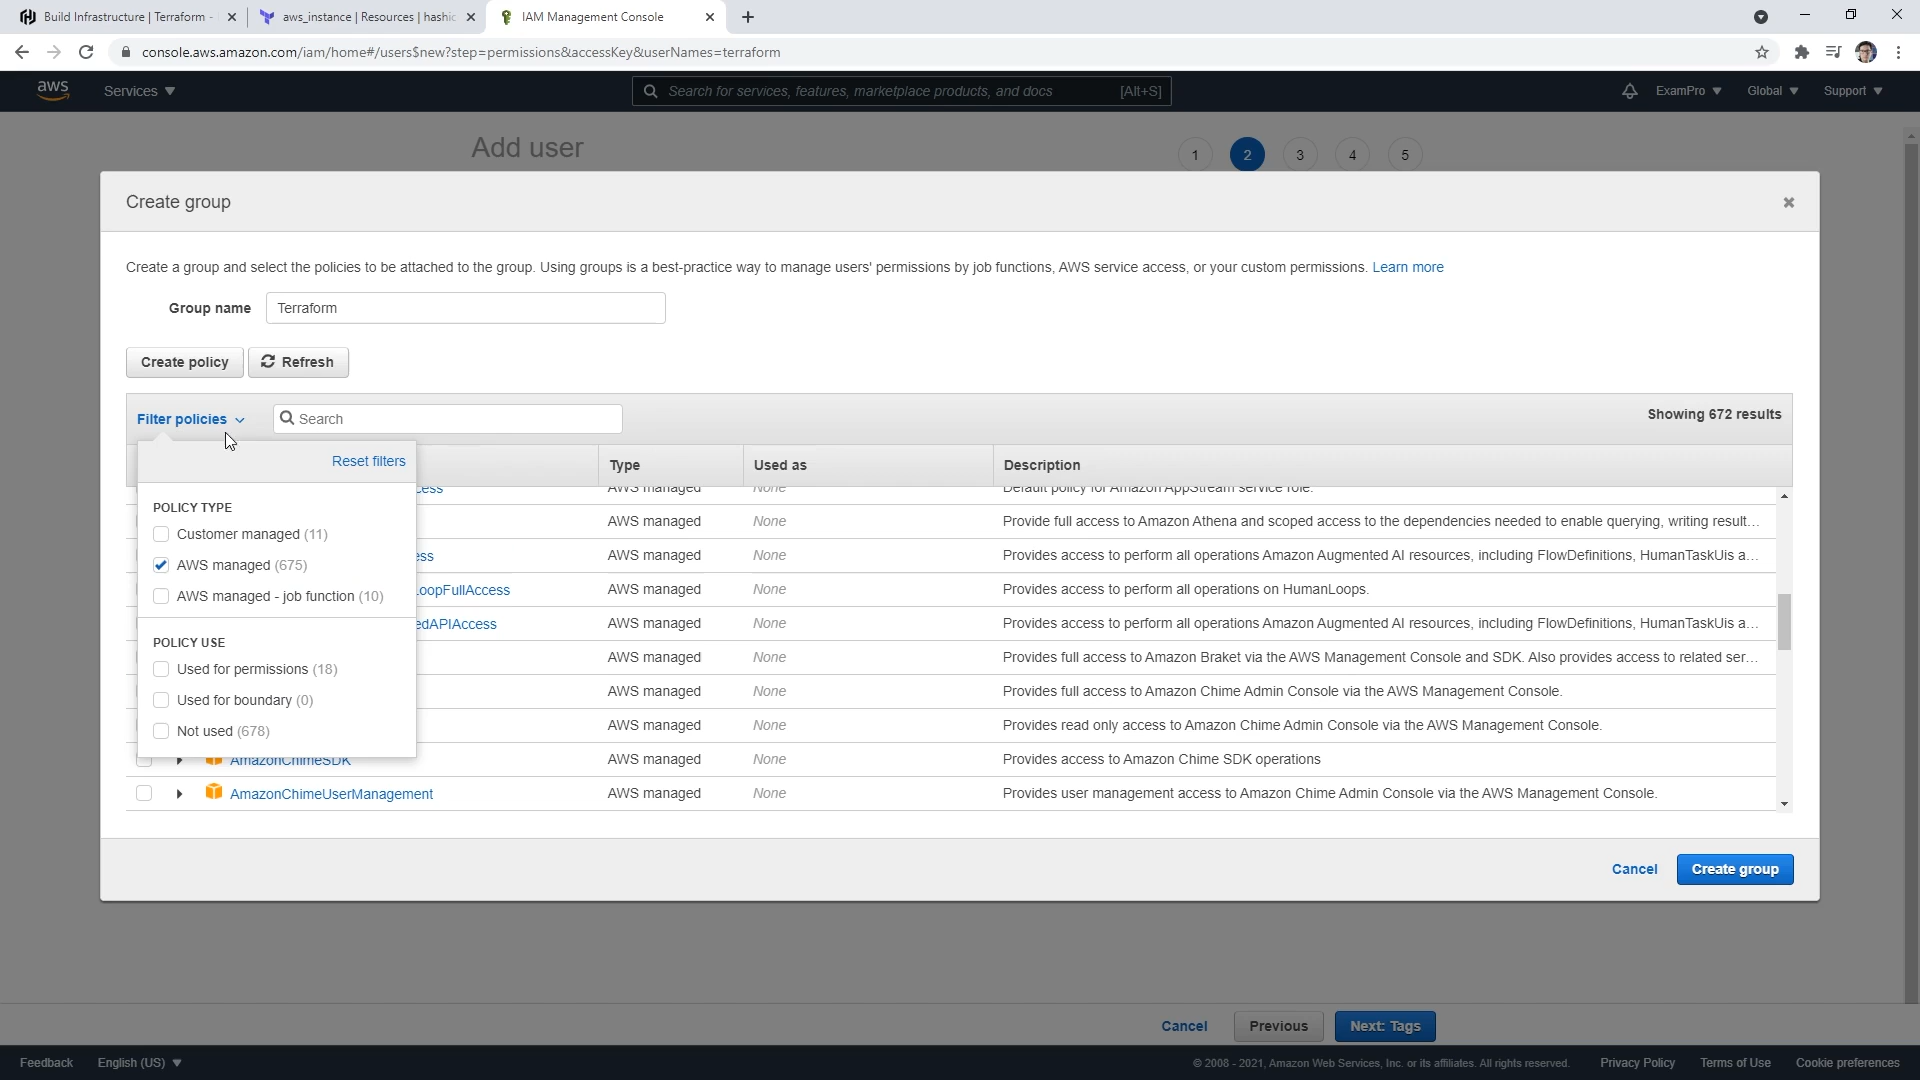 Build Infrastructure | Terraform -
aws_instance | Resources | hashic
IAM Management Console
console.aws.amazon.com/iam/home#/users$new?step=permissions&accessKey&userNames=terraform
aws
Services
Search for services, features, marketplace products, and docs [Alt+S]
ExamPro
Global
Support
Add user
1 2 3 4 5
Create group
Create a group and select the policies to be attached to the group. Using groups is a best-practice way to manage users' permissions by job functions, AWS service access, or your custom permissions. Learn more
Group name
Terraform
Create policy
Refresh
Filter policies
Search
Showing 672 results
Reset filters
POLICY TYPE
Customer managed (11)
AWS managed (675)
AWS managed - job function (10)
POLICY USE
Used for permissions (18)
Used for boundary (0)
Not used (678)
Type Used as Description
cess AWS managed None Default policy for Amazon AppStream service role.
AWS managed None Provide full access to Amazon Athena and scoped access to the dependencies needed to enable querying, writing result...
ess AWS managed None Provides access to perform all operations Amazon Augmented AI resources, including FlowDefinitions, HumanTaskUis a...
LoopFullAccess AWS managed None Provides access to perform all operations on HumanLoops.
edAPIAccess AWS managed None Provides access to perform all operations Amazon Augmented AI resources, including FlowDefinitions, HumanTaskUis a...
AWS managed None Provides full access to Amazon Braket via the AWS Management Console and SDK. Also provides access to related ser...
AWS managed None Provides full access to Amazon Chime Admin Console via the AWS Management Console.
AWS managed None Provides read only access to Amazon Chime Admin Console via the AWS Management Console.
AmazonChimeSDK AWS managed None Provides access to Amazon Chime SDK operations
AmazonChimeUserManagement AWS managed None Provides user management access to Amazon Chime Admin Console via the AWS Management Console.
Cancel
Create group
Cancel
Previous
Next: Tags
Feedback
English (US)
© 2008 - 2021, Amazon Web Services, Inc. or its affiliates. All rights reserved.
Privacy Policy
Terms of Use
Cookie preferences